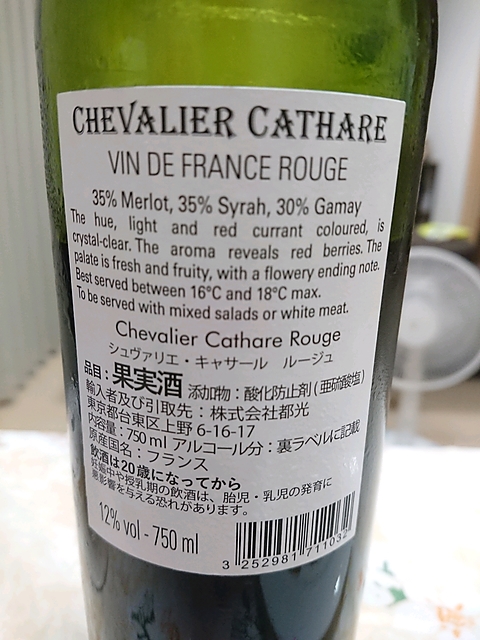 CHEVALIER CATHARE
VIN DE FRANCE ROUGE
35% Merlot, 35% Syrah, 30% Gamay
The hue, light and red currant coloured, is
crystal-clear. The aroma reveals red berries. The
palate is fresh and fruity, with a flowery ending note.
Best served between 16°C and 18°C max.
To be served with mixed salads or white meat.
Chevalier Cathare Rouge
シュヴァリエ・キャサール ルージュ
品目：果実酒 添加物：酸化防止剤(亜硫酸塩)
輸入者及び引取先：株式会社都光
東京都台東区上野 6-16-17
内容量：750 ml アルコール分：裏ラベルに記載
原産国名：フランス
飲酒は20歳になってから
妊娠中や授乳期の飲酒は、胎児・乳児の発育に
悪影響を与える恐れがあります。
12% vol - 750 ml
3 252981 711032